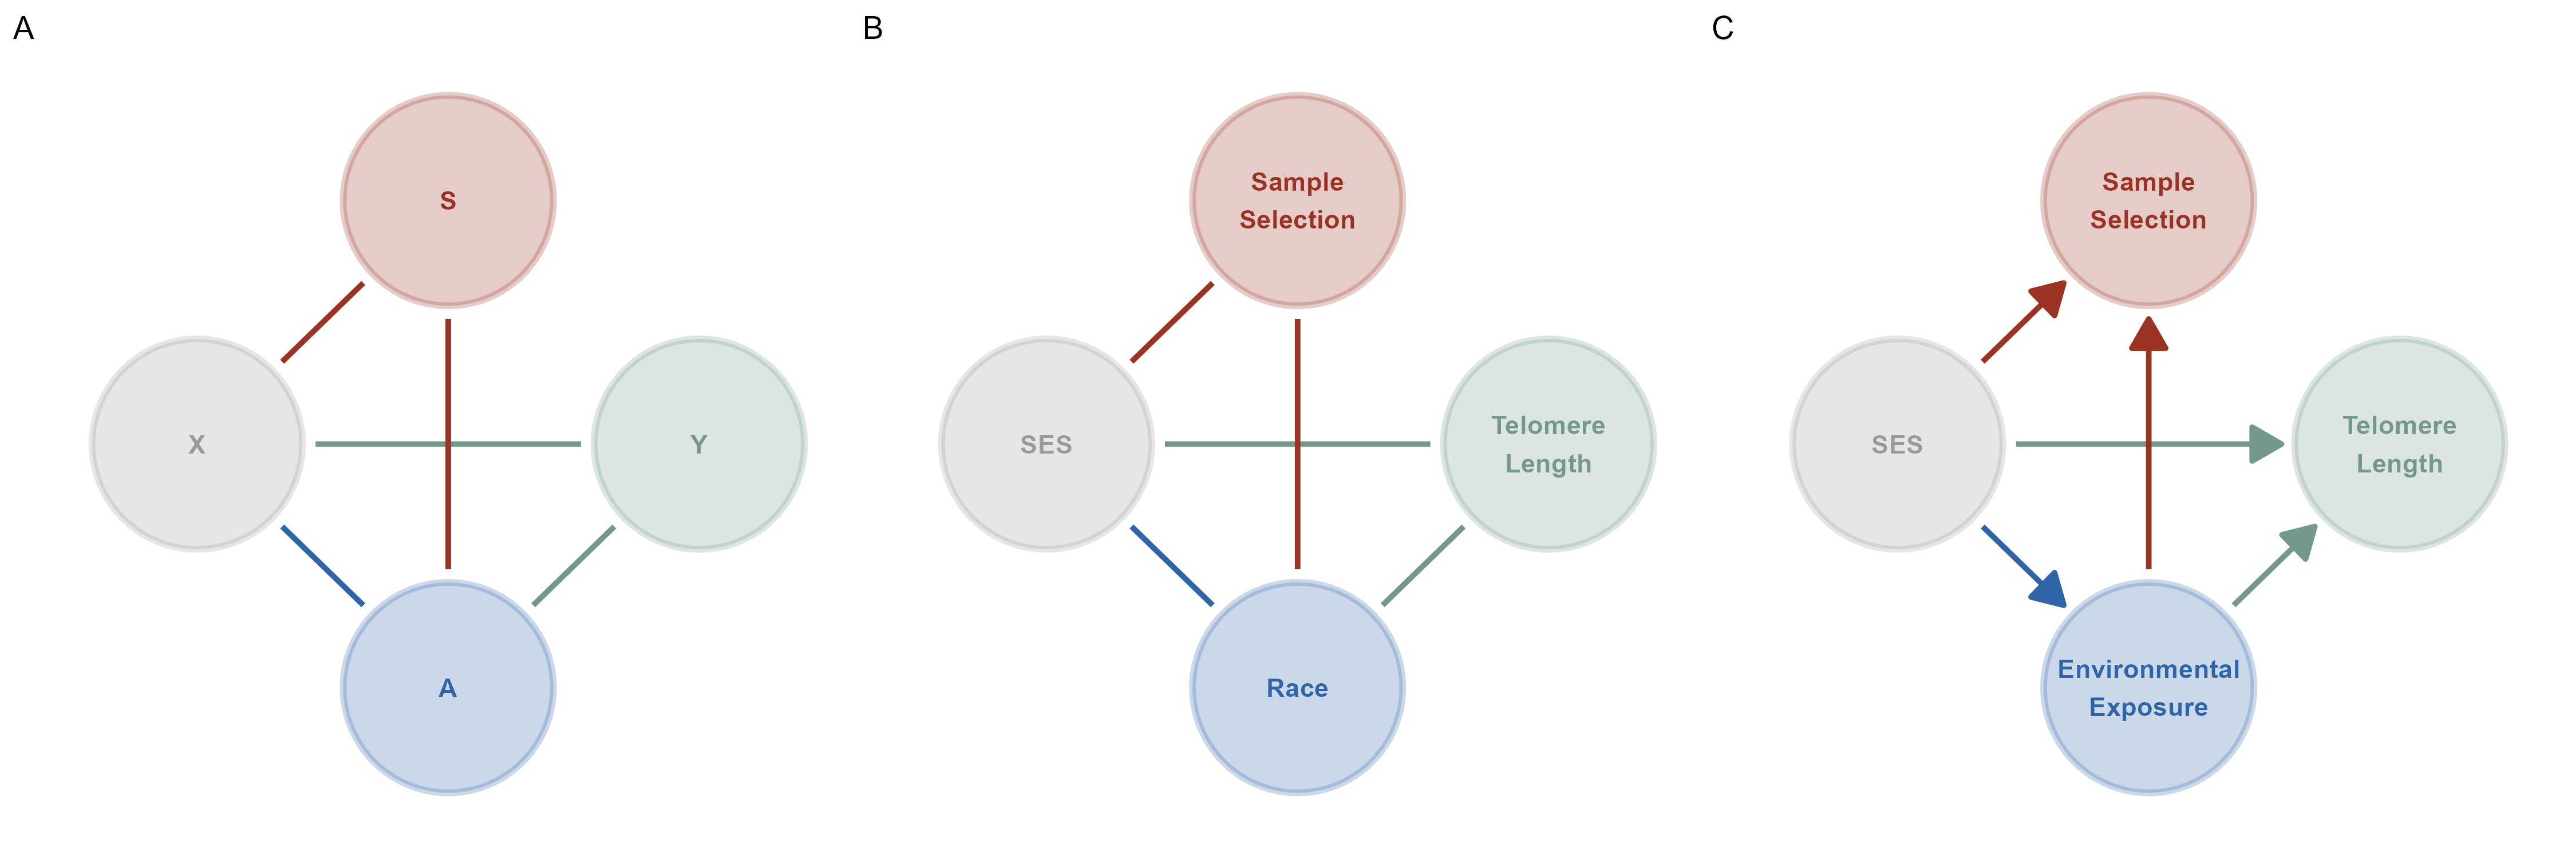 A
S
X
Y
A
B
Sample
Selection
SES
Telomere
Length
Race
C
Sample
Selection
SES
Telomere
Length
Environmental
Exposure